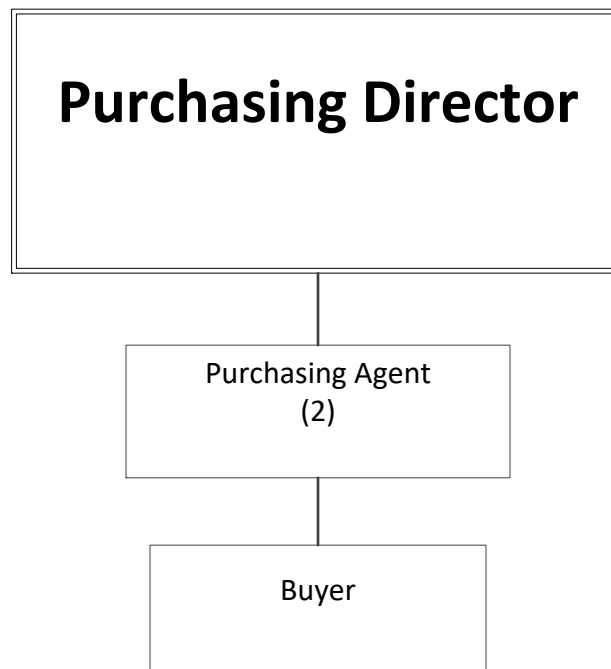 Purchasing Director
Purchasing Agent
(2)
Buyer